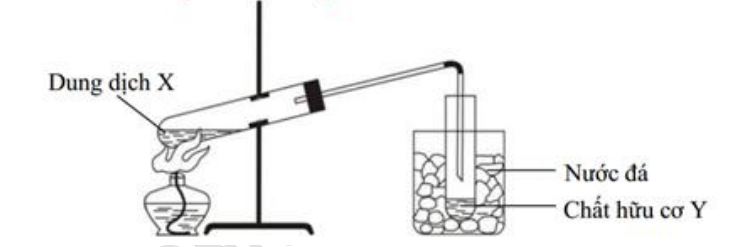 Dung dịch X
Nước đá
Chất hữu cơ Y